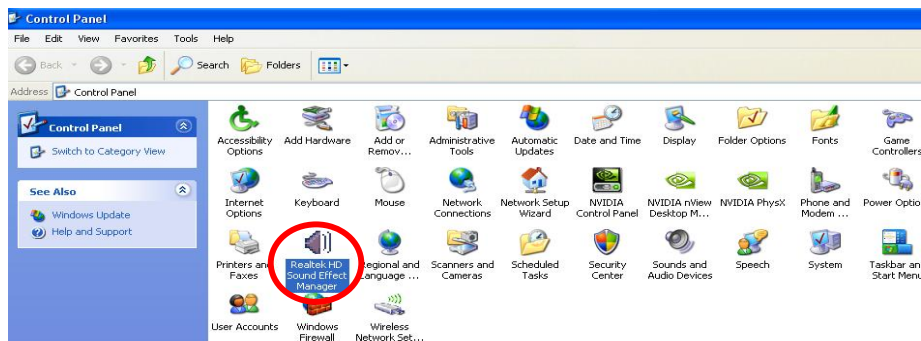 Control Panel
File Edit View Favorites Tools Help
Back Search Folders
Address Control Panel
Control Panel
Switch to Category View
See Also
Windows Update
Help and Support
Accessibility Options
Add Hardware
Add or Remov...
Administrative Tools
Automatic Updates
Date and Time
Display
Folder Options
Fonts
Game Controllers
Internet Options
Keyboard
Mouse
Network Connections
Network Setup Wizard
NVIDIA Control Panel
NVIDIA nView Desktop M...
NVIDIA PhysX
Phone and Modem ...
Power Optio
Printers and Faxes
Realtek HD Sound Effect Manager
Regional and Language ...
Scanners and Cameras
Scheduled Tasks
Security Center
Sounds and Audio Devices
Speech
System
Taskbar an Start Menu
User Accounts
Windows Firewall
Wireless Network Set...